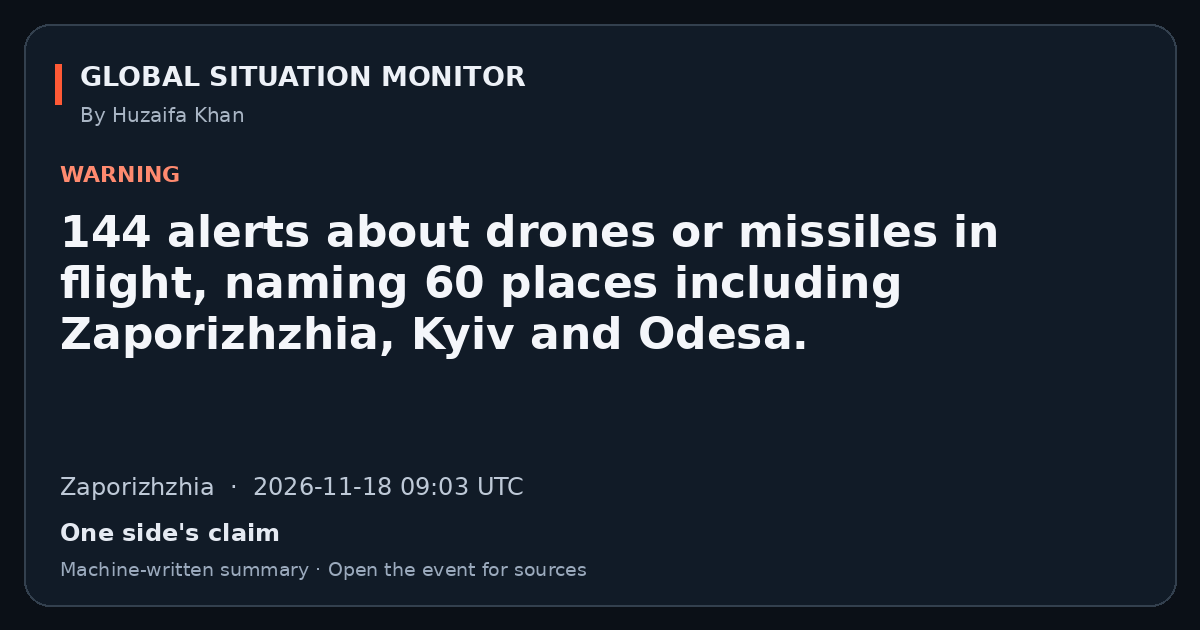 GLOBAL SITUATION MONITOR
By Huzaifa Khan
WARNING
144 alerts about drones or missiles in
flight, naming 60 places including
Zaporizhzhia, Kyiv and Odesa.
Zaporizhzhia · 2026-11-18 09:03 UTC
One side's claim
Machine-written summary · Open the event for sources